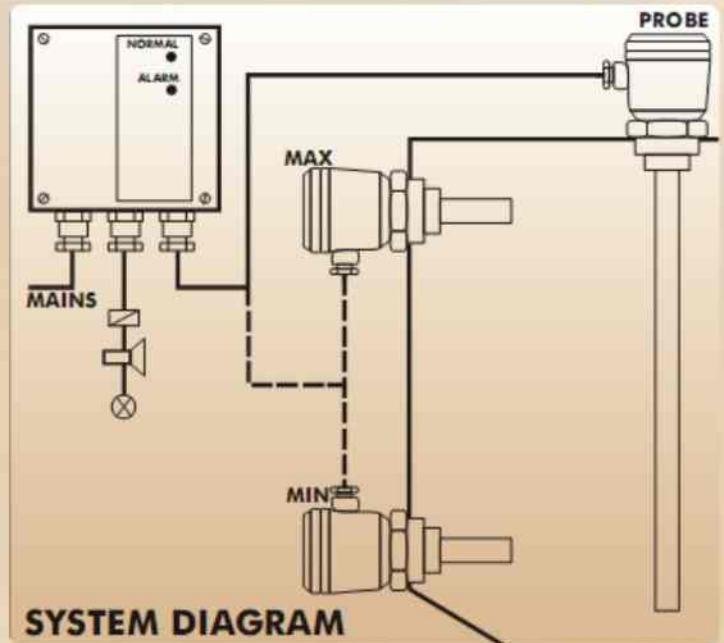 PROBE
NORMAL
ALARM
MAX
MAINS
MIN
SYSTEM DIAGRAM